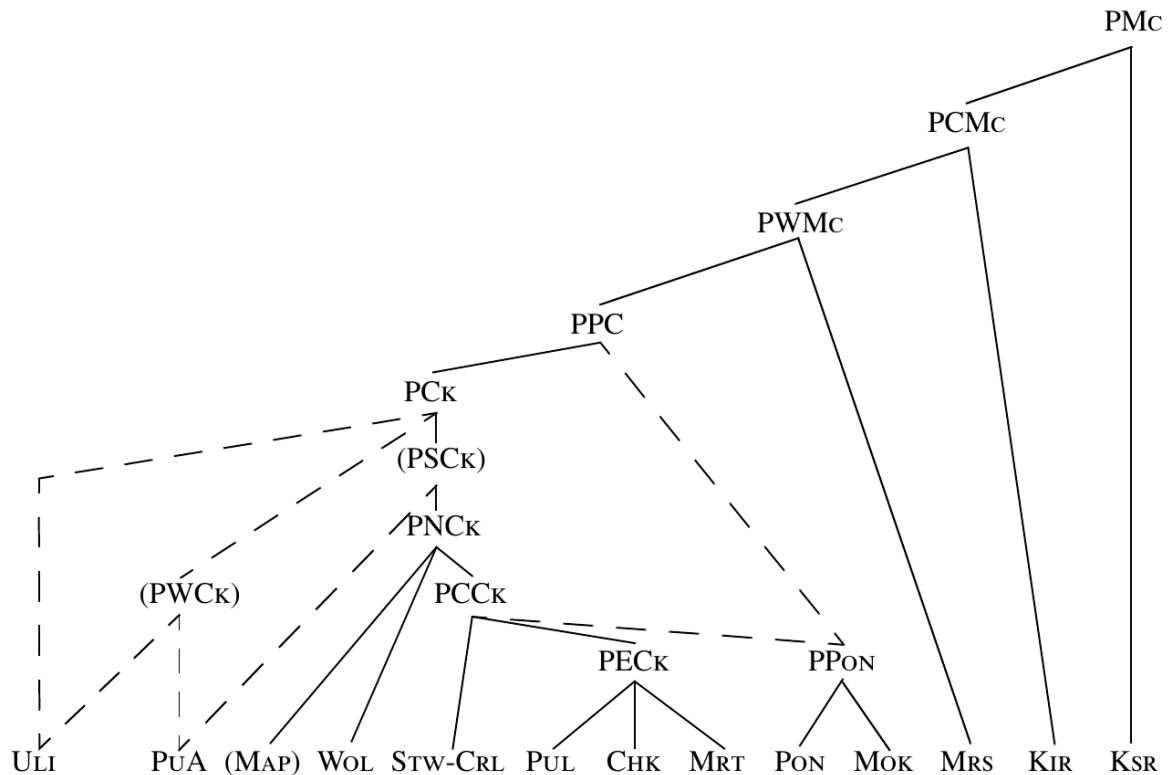 PMC
PCMC
PWMC
PPC
PCK
(PSCK)
PNCK
(PWCK)
PCCK
PECK
PPON
ULI PUA (MAP) WOL STW-CRL PUL CHK MRT PON MOK MRS KIR KSR